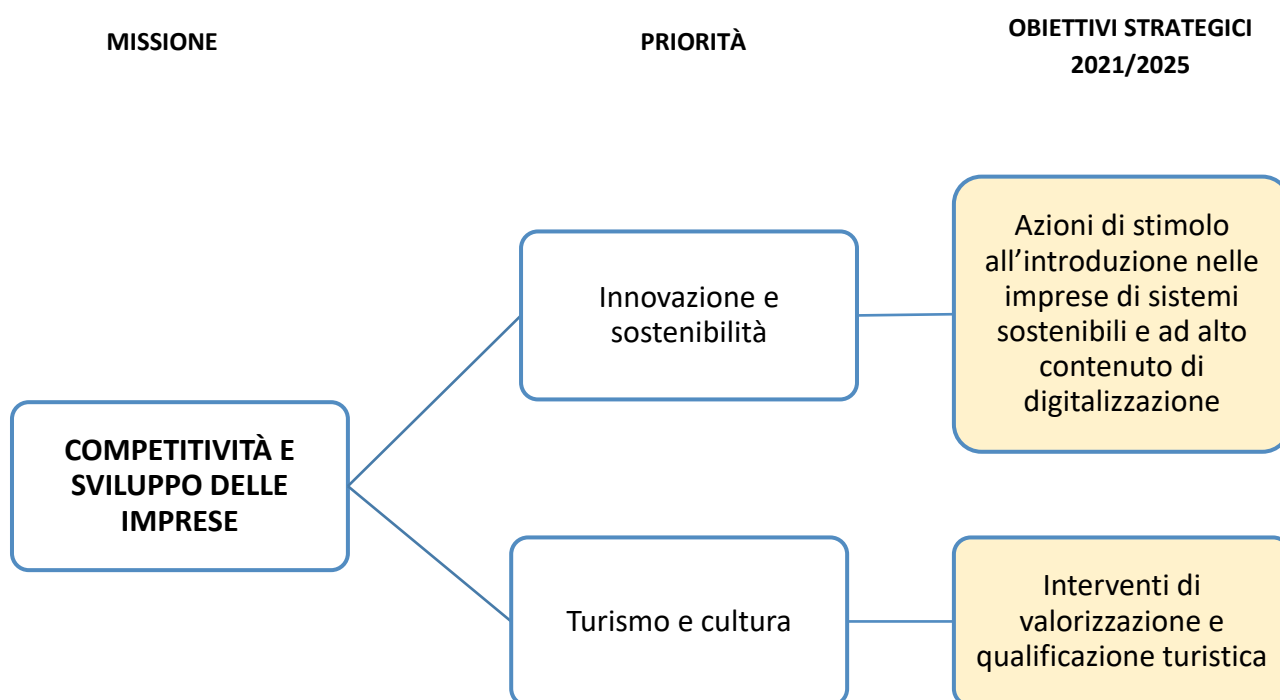 MISSIONE
PRIORITÀ
OBIETTIVI STRATEGICI
2021/2025
Azioni di stimolo
all’introduzione nelle
imprese di sistemi
sostenibili e ad alto
contenuto di
digitalizzazione
Innovazione e
sostenibilità
COMPETITIVITÀ E
SVILUPPO DELLE
IMPRESE
Turismo e cultura
Interventi di
valorizzazione e
qualificazione turistica